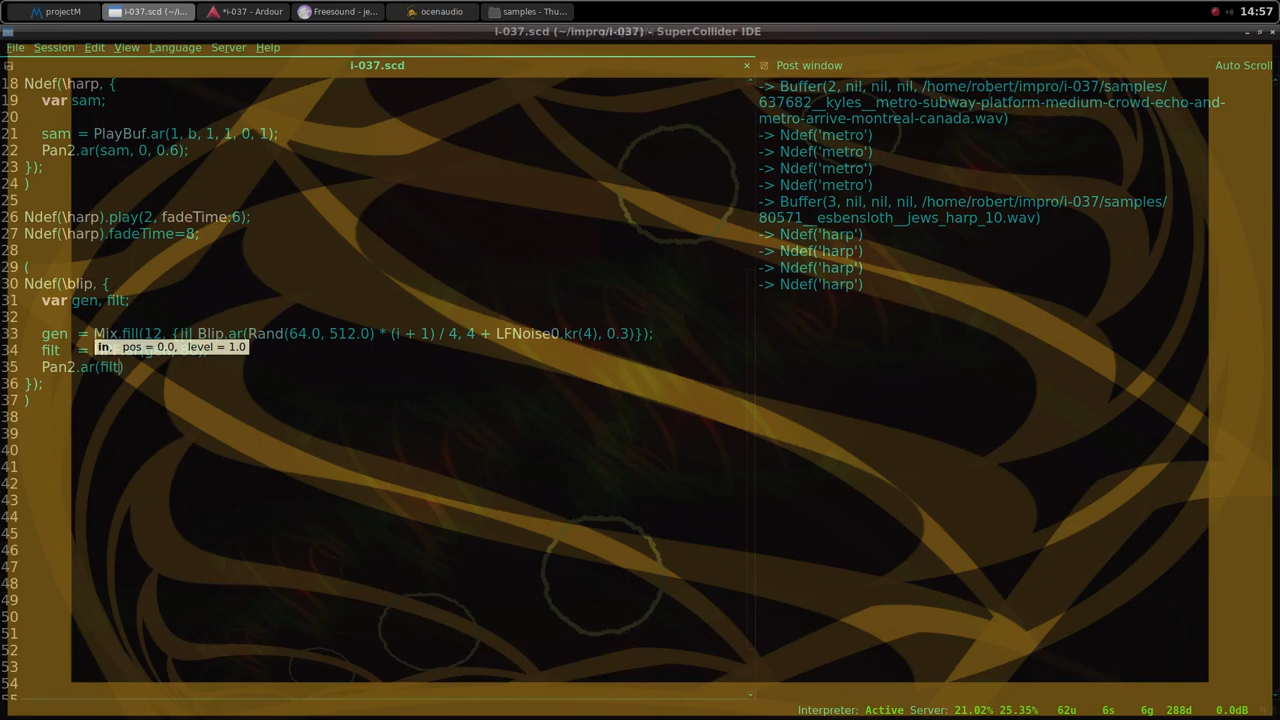 projectM
i-037.scd (~/i...
*i-037 - Ardour
Freesound - je...
ocenaudio
samples - Thu...
14:57
i-037.scd (~/impro/i-037) - SuperCollider IDE
File Session Edit View Language Server Help
i-037.scd
Post window
Auto Scroll
18 Ndef(\harp, {
19 var sam;
20
21 sam = PlayBuf.ar(1, b, 1, 1, 0, 1);
22 Pan2.ar(sam, 0, 0.6);
23 });
24 )
25
26 Ndef(\harp).play(2, fadeTime:6);
27 Ndef(\harp).fadeTime=8;
28
29 (
30 Ndef(\blip, {
31 var gen, filt;
32
33 gen = Mix.fill(12, {|i| Blip.ar(Rand(64.0, 512.0) * (i + 1) / 4, 4 + LFNoise0.kr(4), 0.3)});
34 filt =
in, pos = 0.0, level = 1.0
35 Pan2.ar(filt)
36 });
37 )
38
39
40
41
42
43
44
45
46
47
48
49
50
51
52
53
54
55
-> Buffer(2, nil, nil, nil, /home/robert/impro/i-037/samples/
637682__kyles__metro-subway-platform-medium-crowd-echo-and-
metro-arrive-montreal-canada.wav)
-> Ndef('metro')
-> Ndef('metro')
-> Ndef('metro')
-> Ndef('metro')
-> Buffer(3, nil, nil, nil, /home/robert/impro/i-037/samples/
80571__esbensloth__jews_harp_10.wav)
-> Ndef('harp')
-> Ndef('harp')
-> Ndef('harp')
-> Ndef('harp')
Interpreter: Active Server: 21.02% 25.35% 62u 6s 6g 288d 0.0dB